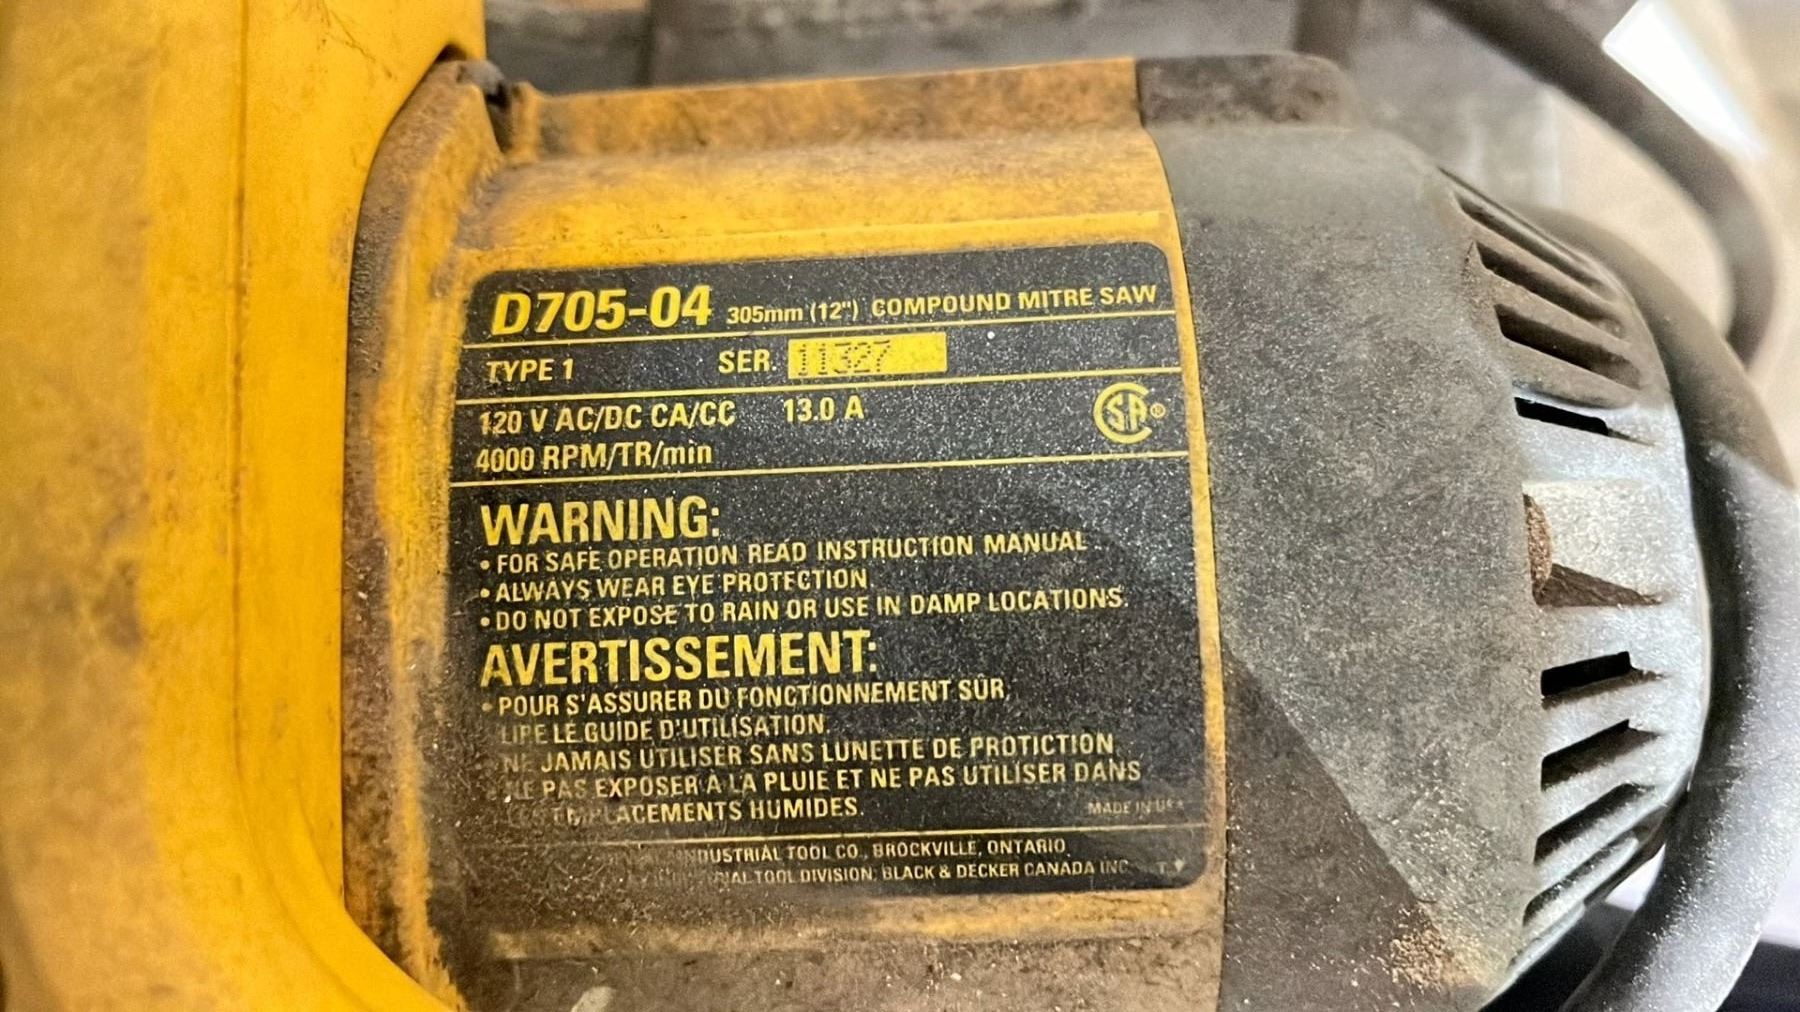 D705-04 305mm (12") COMPOUND MITRE SAW
TYPE 1 SER. 11327
120 V AC/DC CA/CC 13.0 A
4000 RPM/TR/min
CSA®
WARNING:
• FOR SAFE OPERATION READ INSTRUCTION MANUAL
• ALWAYS WEAR EYE PROTECTION.
• DO NOT EXPOSE TO RAIN OR USE IN DAMP LOCATIONS.
AVERTISSEMENT:
• POUR S'ASSURER DU FONCTIONNEMENT SÛR,
LE GUIDE D'UTILISATION.
NE JAMAIS UTILISER SANS LUNETTE DE PROTICTION
NE PAS EXPOSER À LA PLUIE ET NE PAS UTILISER DANS
HUMIDES.
MADE IN
TOOL CO., BROCKVILLE, ONTARIO
TOOL DIVISION, BLACK & DECKER CANADA INC